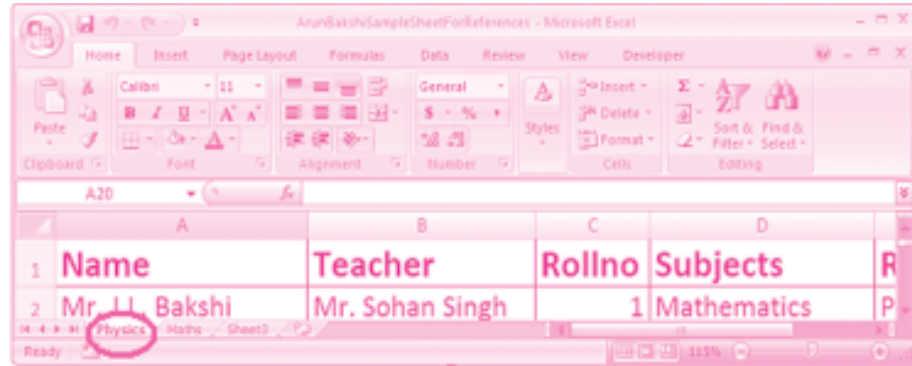 ArunBakshiSampleSheetForReferences - Microsoft Excel
Home Insert Page Layout Formulas Data Review View Developer
Calibri 11 General Insert
B I U A A $ % , Delete
Paste A Styles Format Sort & Filter Find & Select
Clipboard Font Alignment Number Cells Editing
A20 fx
A B C D
1 Name Teacher Rollno Subjects R
2 Mr. J.L. Bakshi Mr. Sohan Singh 1 Mathematics P
Physics Maths Sheet3
Ready 115%